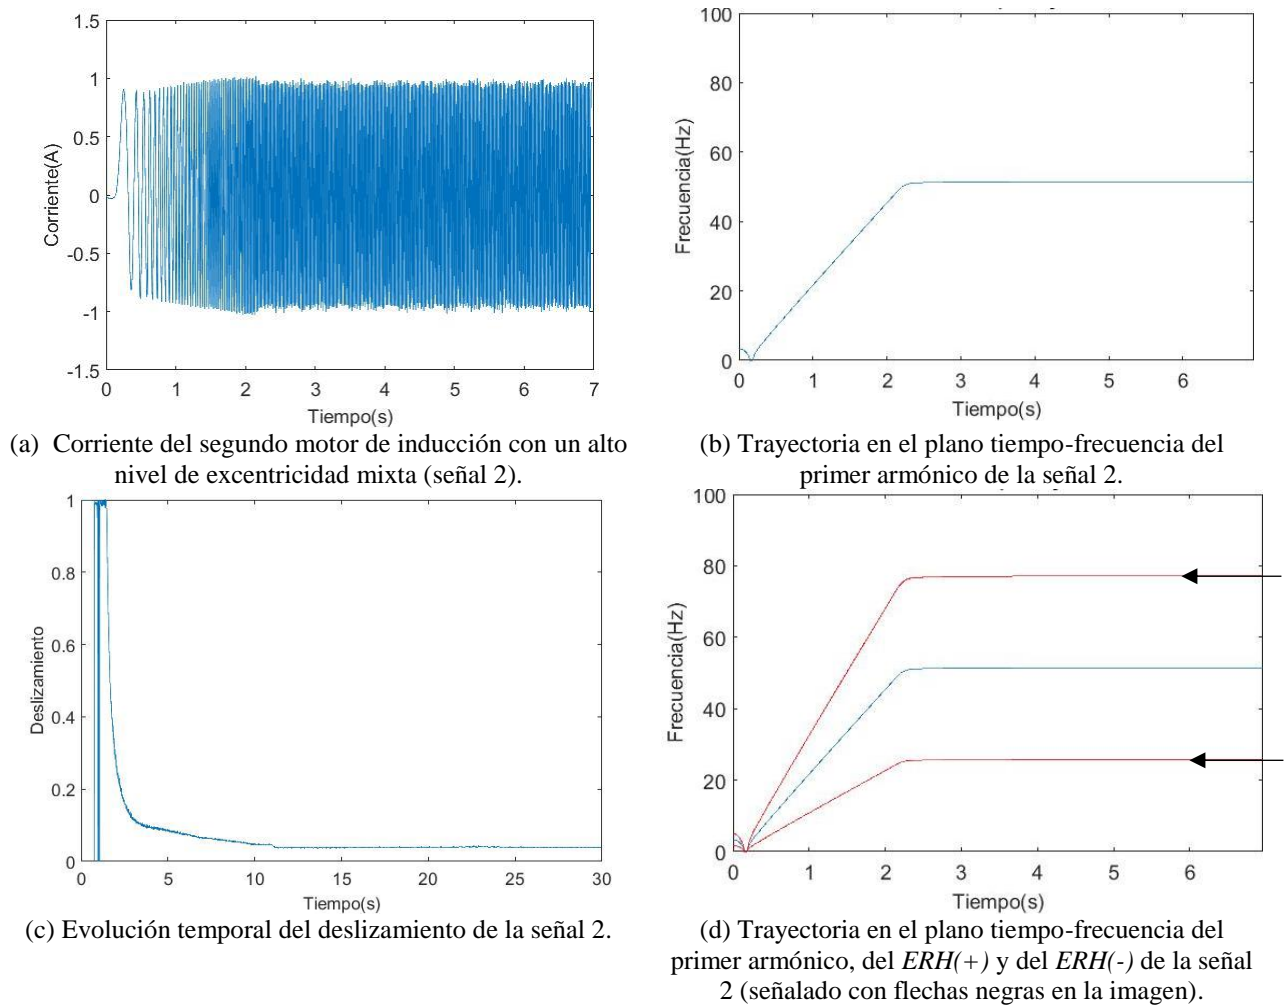 1.5
1
0.5
0
-0.5
-1
-1.5
Corriente(A)
0 1 2 3 4 5 6 7
Tiempo(s)
(a) Corriente del segundo motor de inducción con un alto
nivel de excentricidad mixta (señal 2).
100
80
60
40
20
0
Frecuencia(Hz)
0 1 2 3 4 5 6
Tiempo(s)
(b) Trayectoria en el plano tiempo-frecuencia del
primer armónico de la señal 2.
1
0.8
0.6
0.4
0.2
0
Deslizamiento
0 5 10 15 20 25 30
Tiempo(s)
(c) Evolución temporal del deslizamiento de la señal 2.
100
80
60
40
20
0
Frecuencia(Hz)
0 1 2 3 4 5 6
Tiempo(s)
(d) Trayectoria en el plano tiempo-frecuencia del
primer armónico, del ERH(+) y del ERH(-) de la señal
2 (señalado con flechas negras en la imagen).